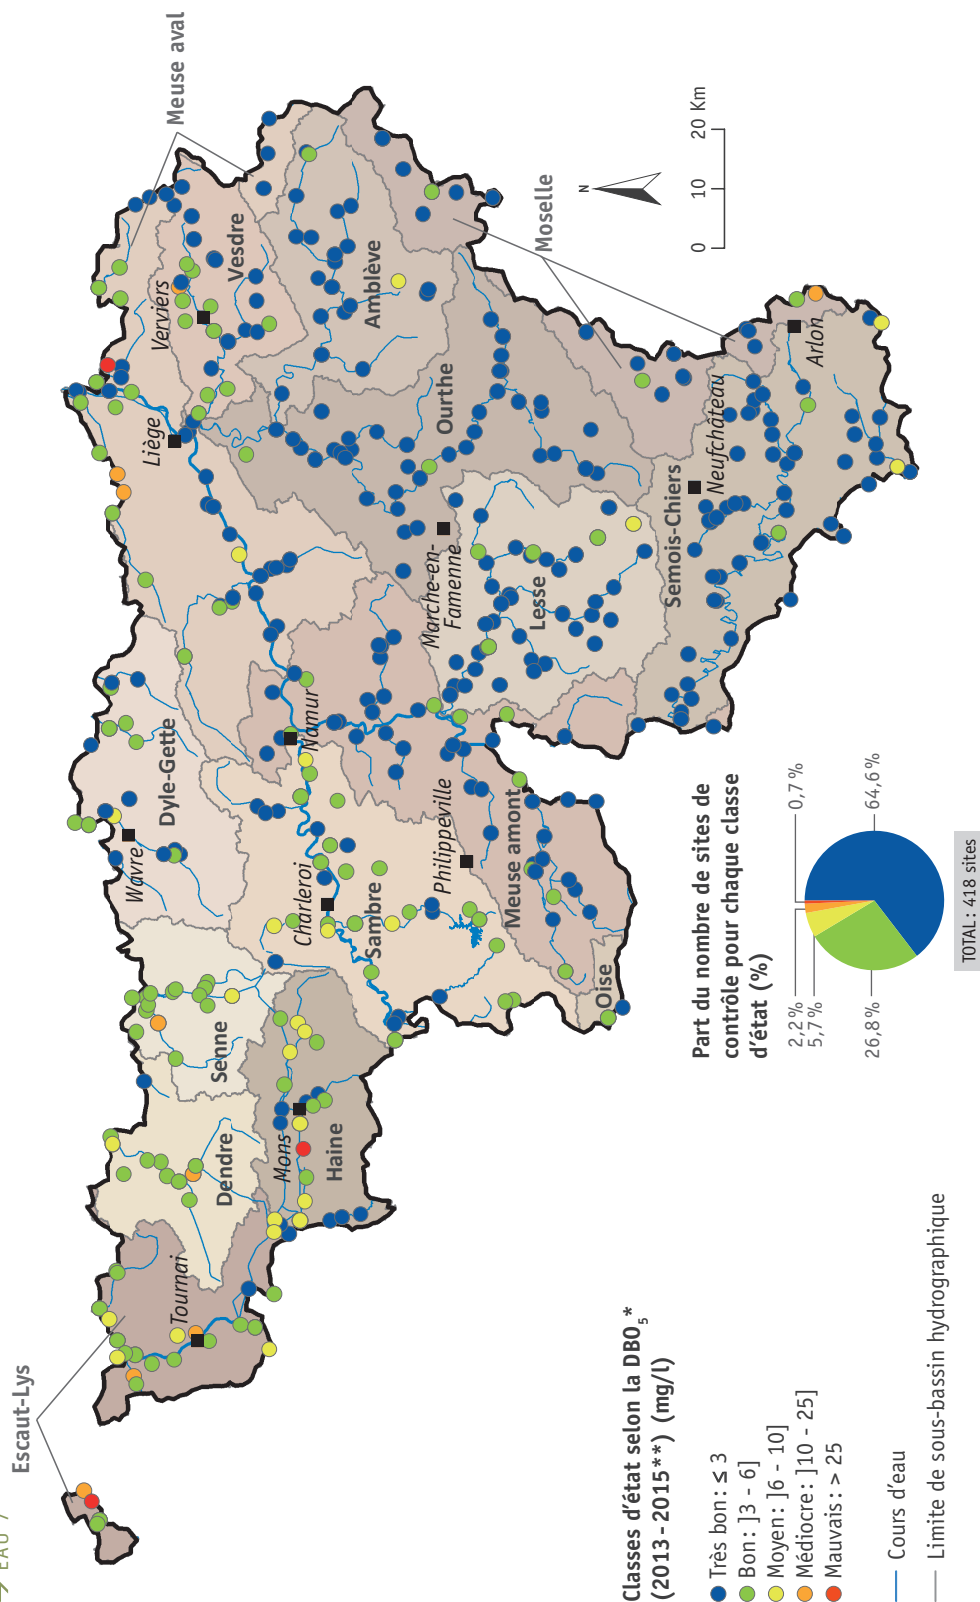 EAU 7
Escaut-Lys
Meuse aval
Moselle
Tournai
Dendre
Mons
Haine
Senne
Wavre
Dyle-Gette
Charleroi
Sambre
Namur
Philippeville
Meuse amont
Oise
Liège
Verviers
Vesdre
Amblève
Ourthe
Marche-en-
Famenne
Lesse
Semois-Chiers
Neufchâteau
Arlon
N
0 10 20 Km
Classes d'état selon la DBO5*
(2013 - 2015**) (mg/l)
Très bon : ≤ 3
Bon : ]3 - 6]
Moyen : ]6 - 10]
Médiocre : ]10 - 25]
Mauvais : > 25
Cours d'eau
Limite de sous-bassin hydrographique
Part du nombre de sites de
contrôle pour chaque classe
d'état (%)
2,2 %
5,7 %
26,8 %
0,7 %
64,6 %
TOTAL : 418 sites